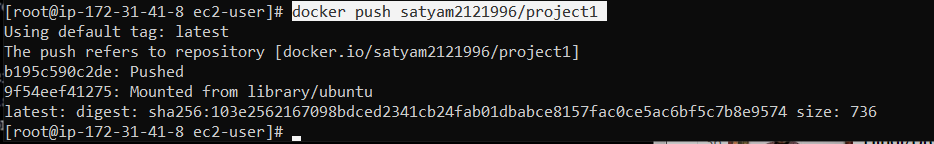 [root@ip-172-31-41-8 ec2-user]# docker push satyam2121996/project1
Using default tag: latest
The push refers to repository [docker.io/satyam2121996/project1]
b195c590c2de: Pushed
9f54eef41275: Mounted from library/ubuntu
latest: digest: sha256:103e2562167098bdced2341cb24fab01dbabce8157fac0ce5ac6bf5c7b8e9574 size: 736
[root@ip-172-31-41-8 ec2-user]#